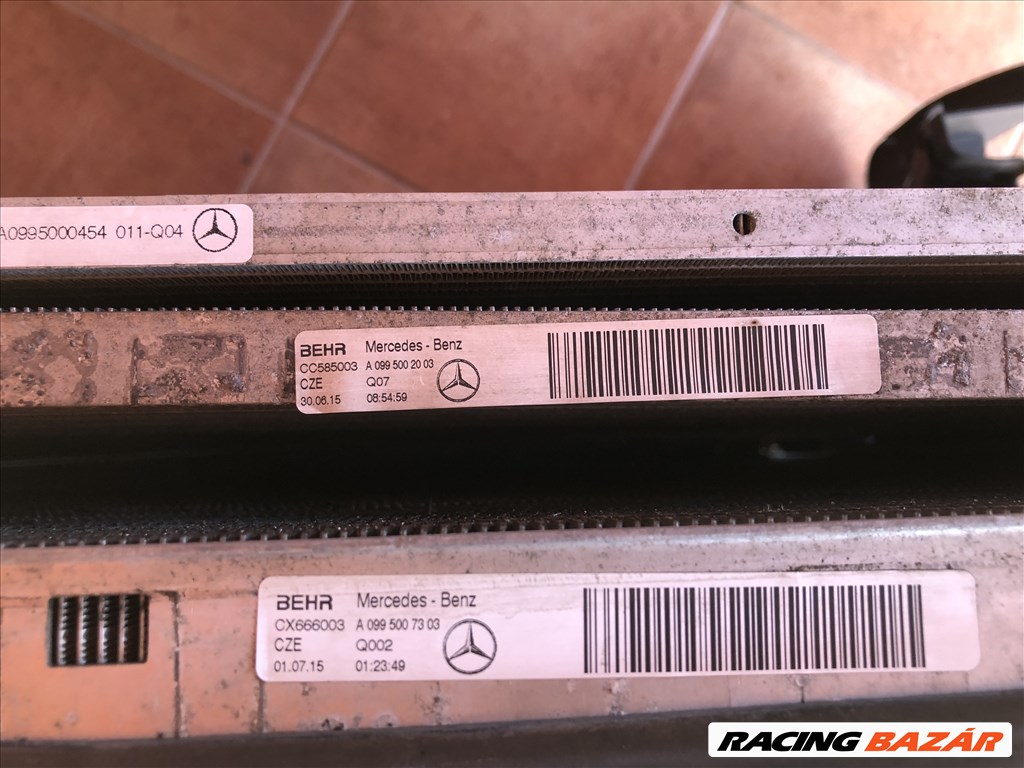 A0995000454 011-Q04
BEHR Mercedes - Benz
CC585003 A 099 500 20 03
CZE Q07
30.06.15 08:54:59
BEHR Mercedes - Benz
CX666003 A 099 500 73 03
CZE Q002
01.07.15 01:23:49
RACING BAZÁR